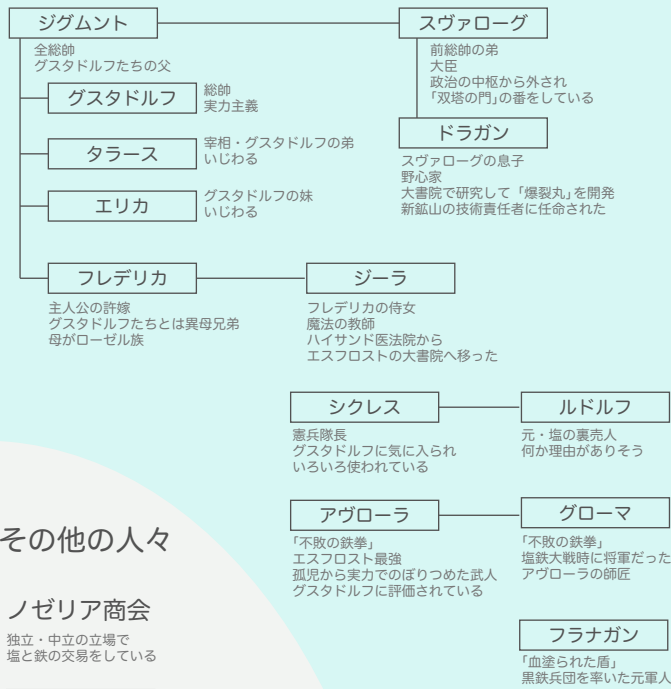 ジグムント
全総帥
グスタドルフたちの父
スヴァローグ
前総帥の弟
大臣
政治の中枢から外され
「双塔の門」の番をしている
グスタドルフ
総帥
実力主義
タラース
宰相・グスタドルフの弟
いじわる
エリカ
グスタドルフの妹
いじわる
ドラガン
スヴァローグの息子
野心家
大書院で研究して「爆裂丸」を開発
新鉱山の技術責任者に任命された
フレデリカ
主人公の許嫁
グスタドルフたちとは異母兄弟
母がローゼル族
ジーラ
フレデリカの侍女
魔法の教師
ハイサンド医法院から
エスフロストの大書院へ移った
シクレス
憲兵隊長
グスタドルフに気に入られ
いろいろ使われている
ルドルフ
元・塩の裏売人
何か理由がありそう
アヴローラ
「不敗の鉄拳」
エスフロスト最強
孤児から実力でのぼりつめた武人
グスタドルフに評価されている
グローマ
「不敗の鉄拳」
塩鉄大戦時に将軍だった
アヴローラの師匠
フラナガン
「血塗られた盾」
黒鉄兵団を率いた元軍人
その他の人々
ノゼリア商会
独立・中立の立場で
塩と鉄の交易をしている